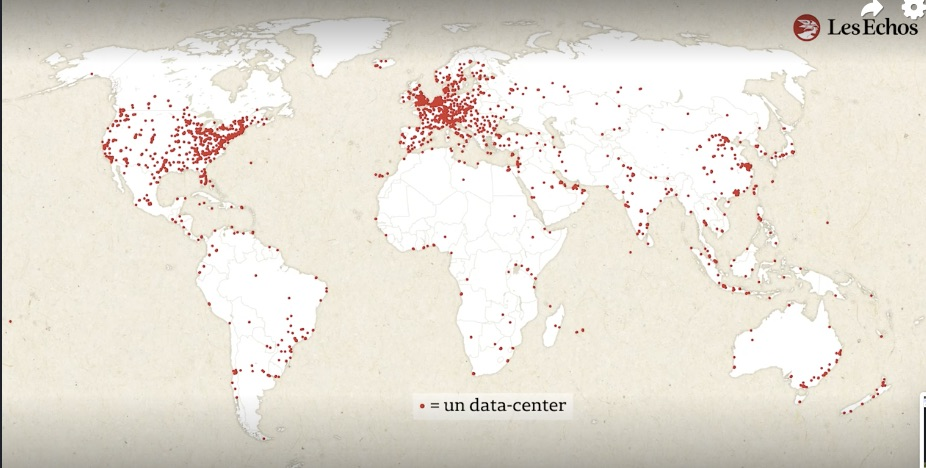 Les Echos
= un data-center